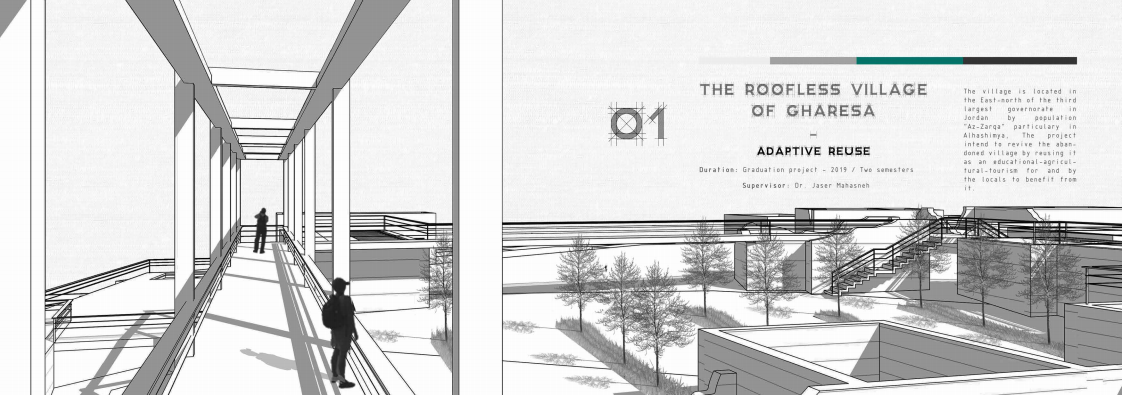 01
THE ROOFLESS VILLAGE
OF GHARESA
–
ADAPTIVE REUSE
Duration: Graduation project - 2019 / Two semesters
Supervisor: Dr. Jaser Mahasneh
The village is located in
the East-north of the third
largest governorate in
Jordan by population
"Az-Zarqa" particulary in
Alhashimya. The project
intend to revive the aban-
doned village by reusing it
as an educational-agricul-
tural-tourism for and by
the locals to benefit from
it.